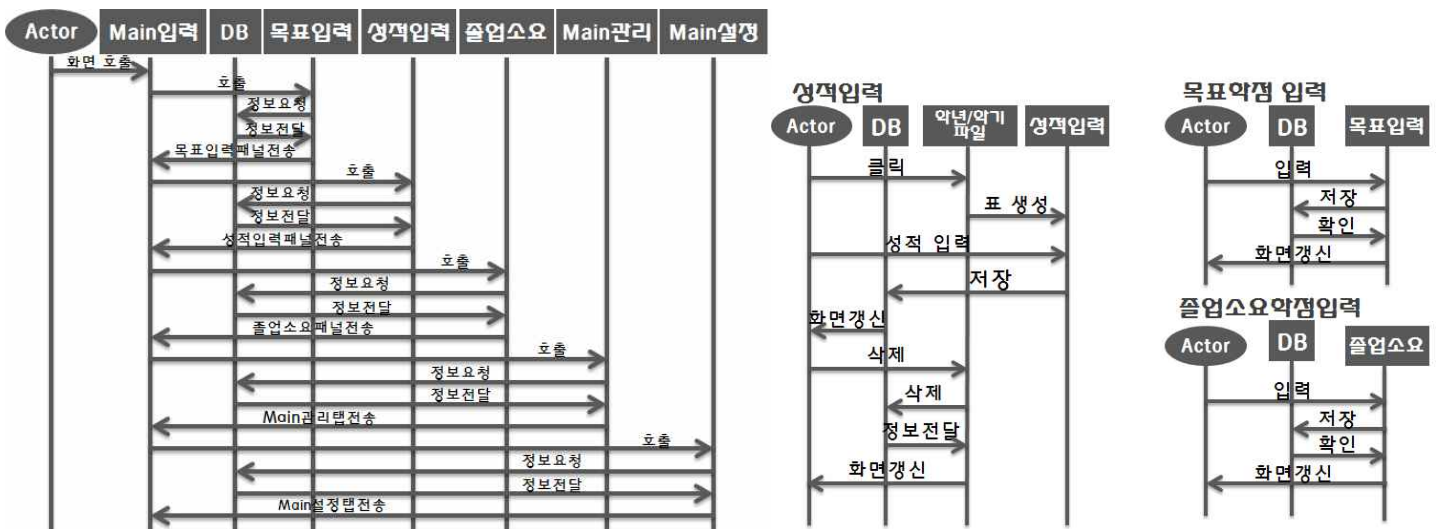 Actor Main입력 DB 목표입력 성적입력 졸업소요 Main관리 Main설정
화면 호출
호출
정보요청
정보전달
목표입력패널전송
호출
정보요청
정보전달
성적입력패널전송
호출
정보요청
정보전달
졸업소요패널전송
호출
정보요청
정보전달
Main관리탭전송
호출
정보요청
정보전달
Main설정탭전송
성적입력
Actor DB 학년/학기 성적입력
파일
클릭
표 생성
성적 입력
저장
화면갱신
삭제
삭제
정보전달
화면갱신
목표학점 입력
Actor DB 목표입력
입력
저장
확인
화면갱신
졸업소요학점입력
Actor DB 졸업소요
입력
저장
확인
화면갱신